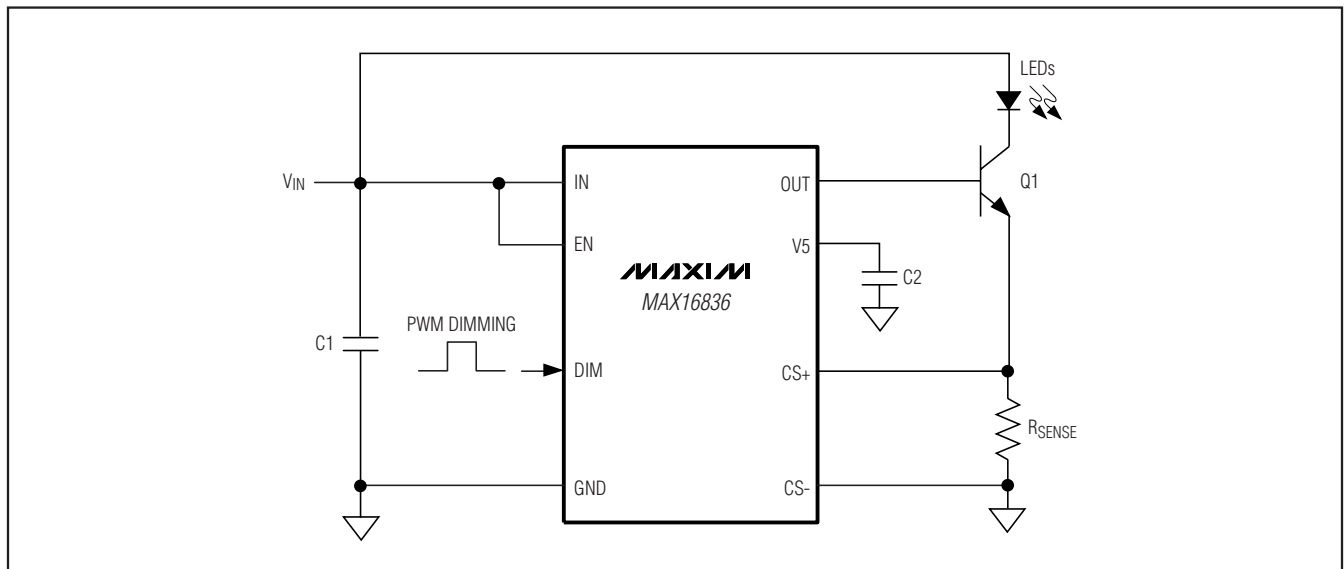 LEDs
VIN
IN
OUT
Q1
EN
V5
MAXIM
MAX16836
C2
PWM DIMMING
C1
DIM
CS+
RSENSE
GND
CS-